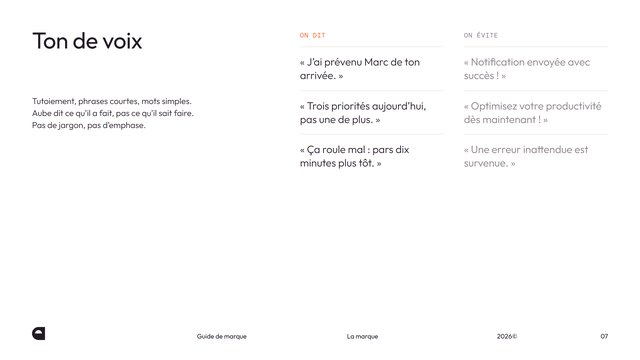 Ton de voix
Tutoiement, phrases courtes, mots simples.
Aube dit ce qu'il a fait, pas ce qu'il sait faire.
Pas de jargon, pas d'emphase.
ON DIT
« J'ai prévenu Marc de ton
arrivée. »
« Trois priorités aujourd'hui,
pas une de plus. »
« Ça roule mal : pars dix
minutes plus tôt. »
ON ÉVITE
« Notification envoyée avec
succès ! »
« Optimisez votre productivité
dès maintenant ! »
« Une erreur inattendue est
survenue. »
Guide de marque
La marque
2026©
07